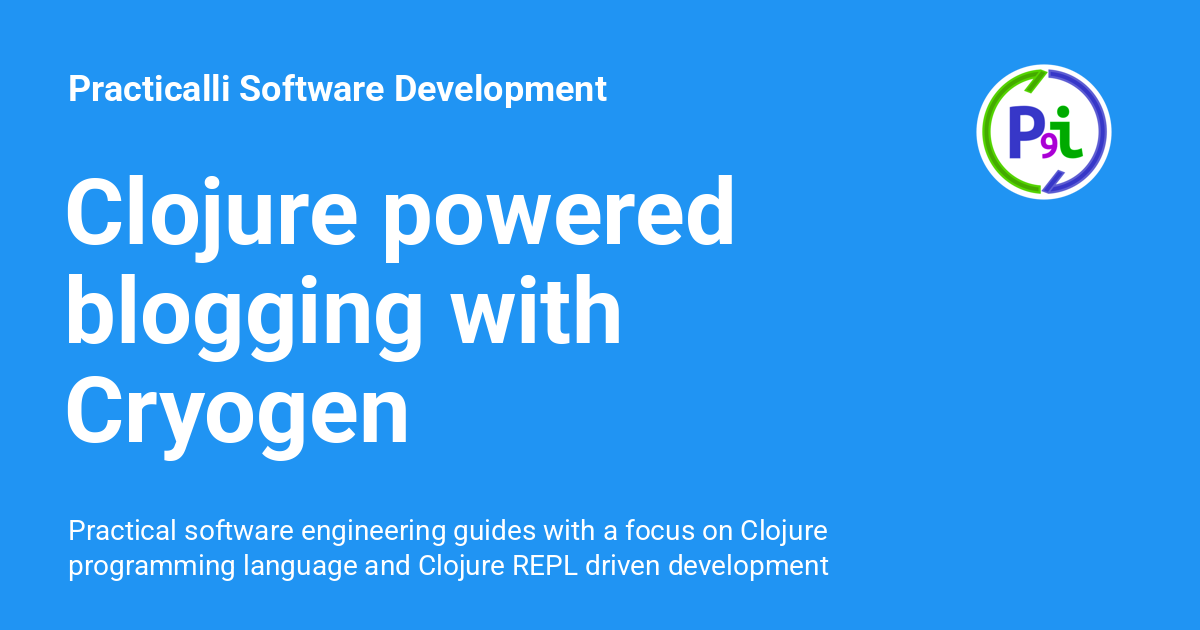 Practicalli Software Development
P9i
Clojure powered
blogging with
Cryogen
Practical software engineering guides with a focus on Clojure
programming language and Clojure REPL driven development